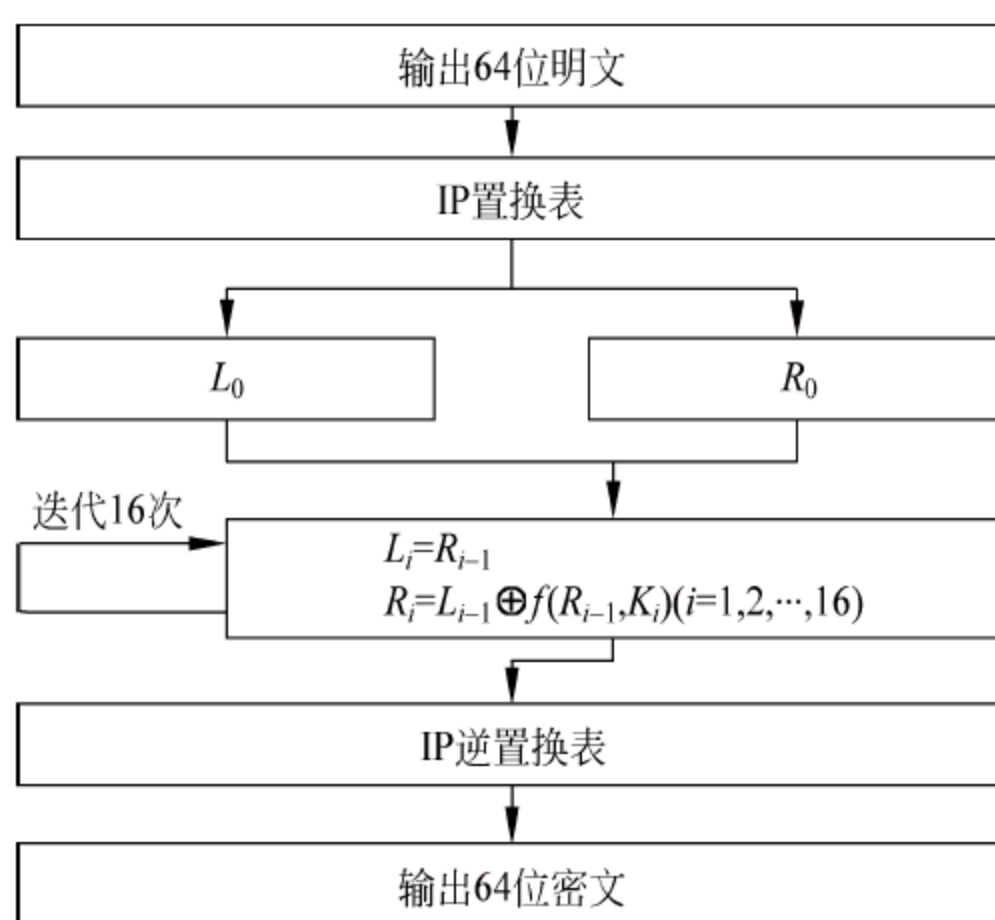 输出64位明文
IP置换表
L₀
R₀
迭代16次
Lᵢ=Rᵢ₋₁
Rᵢ=Lᵢ₋₁⊕f(Rᵢ₋₁,Kᵢ)(i=1,2,⋯,16)
IP逆置换表
输出64位密文